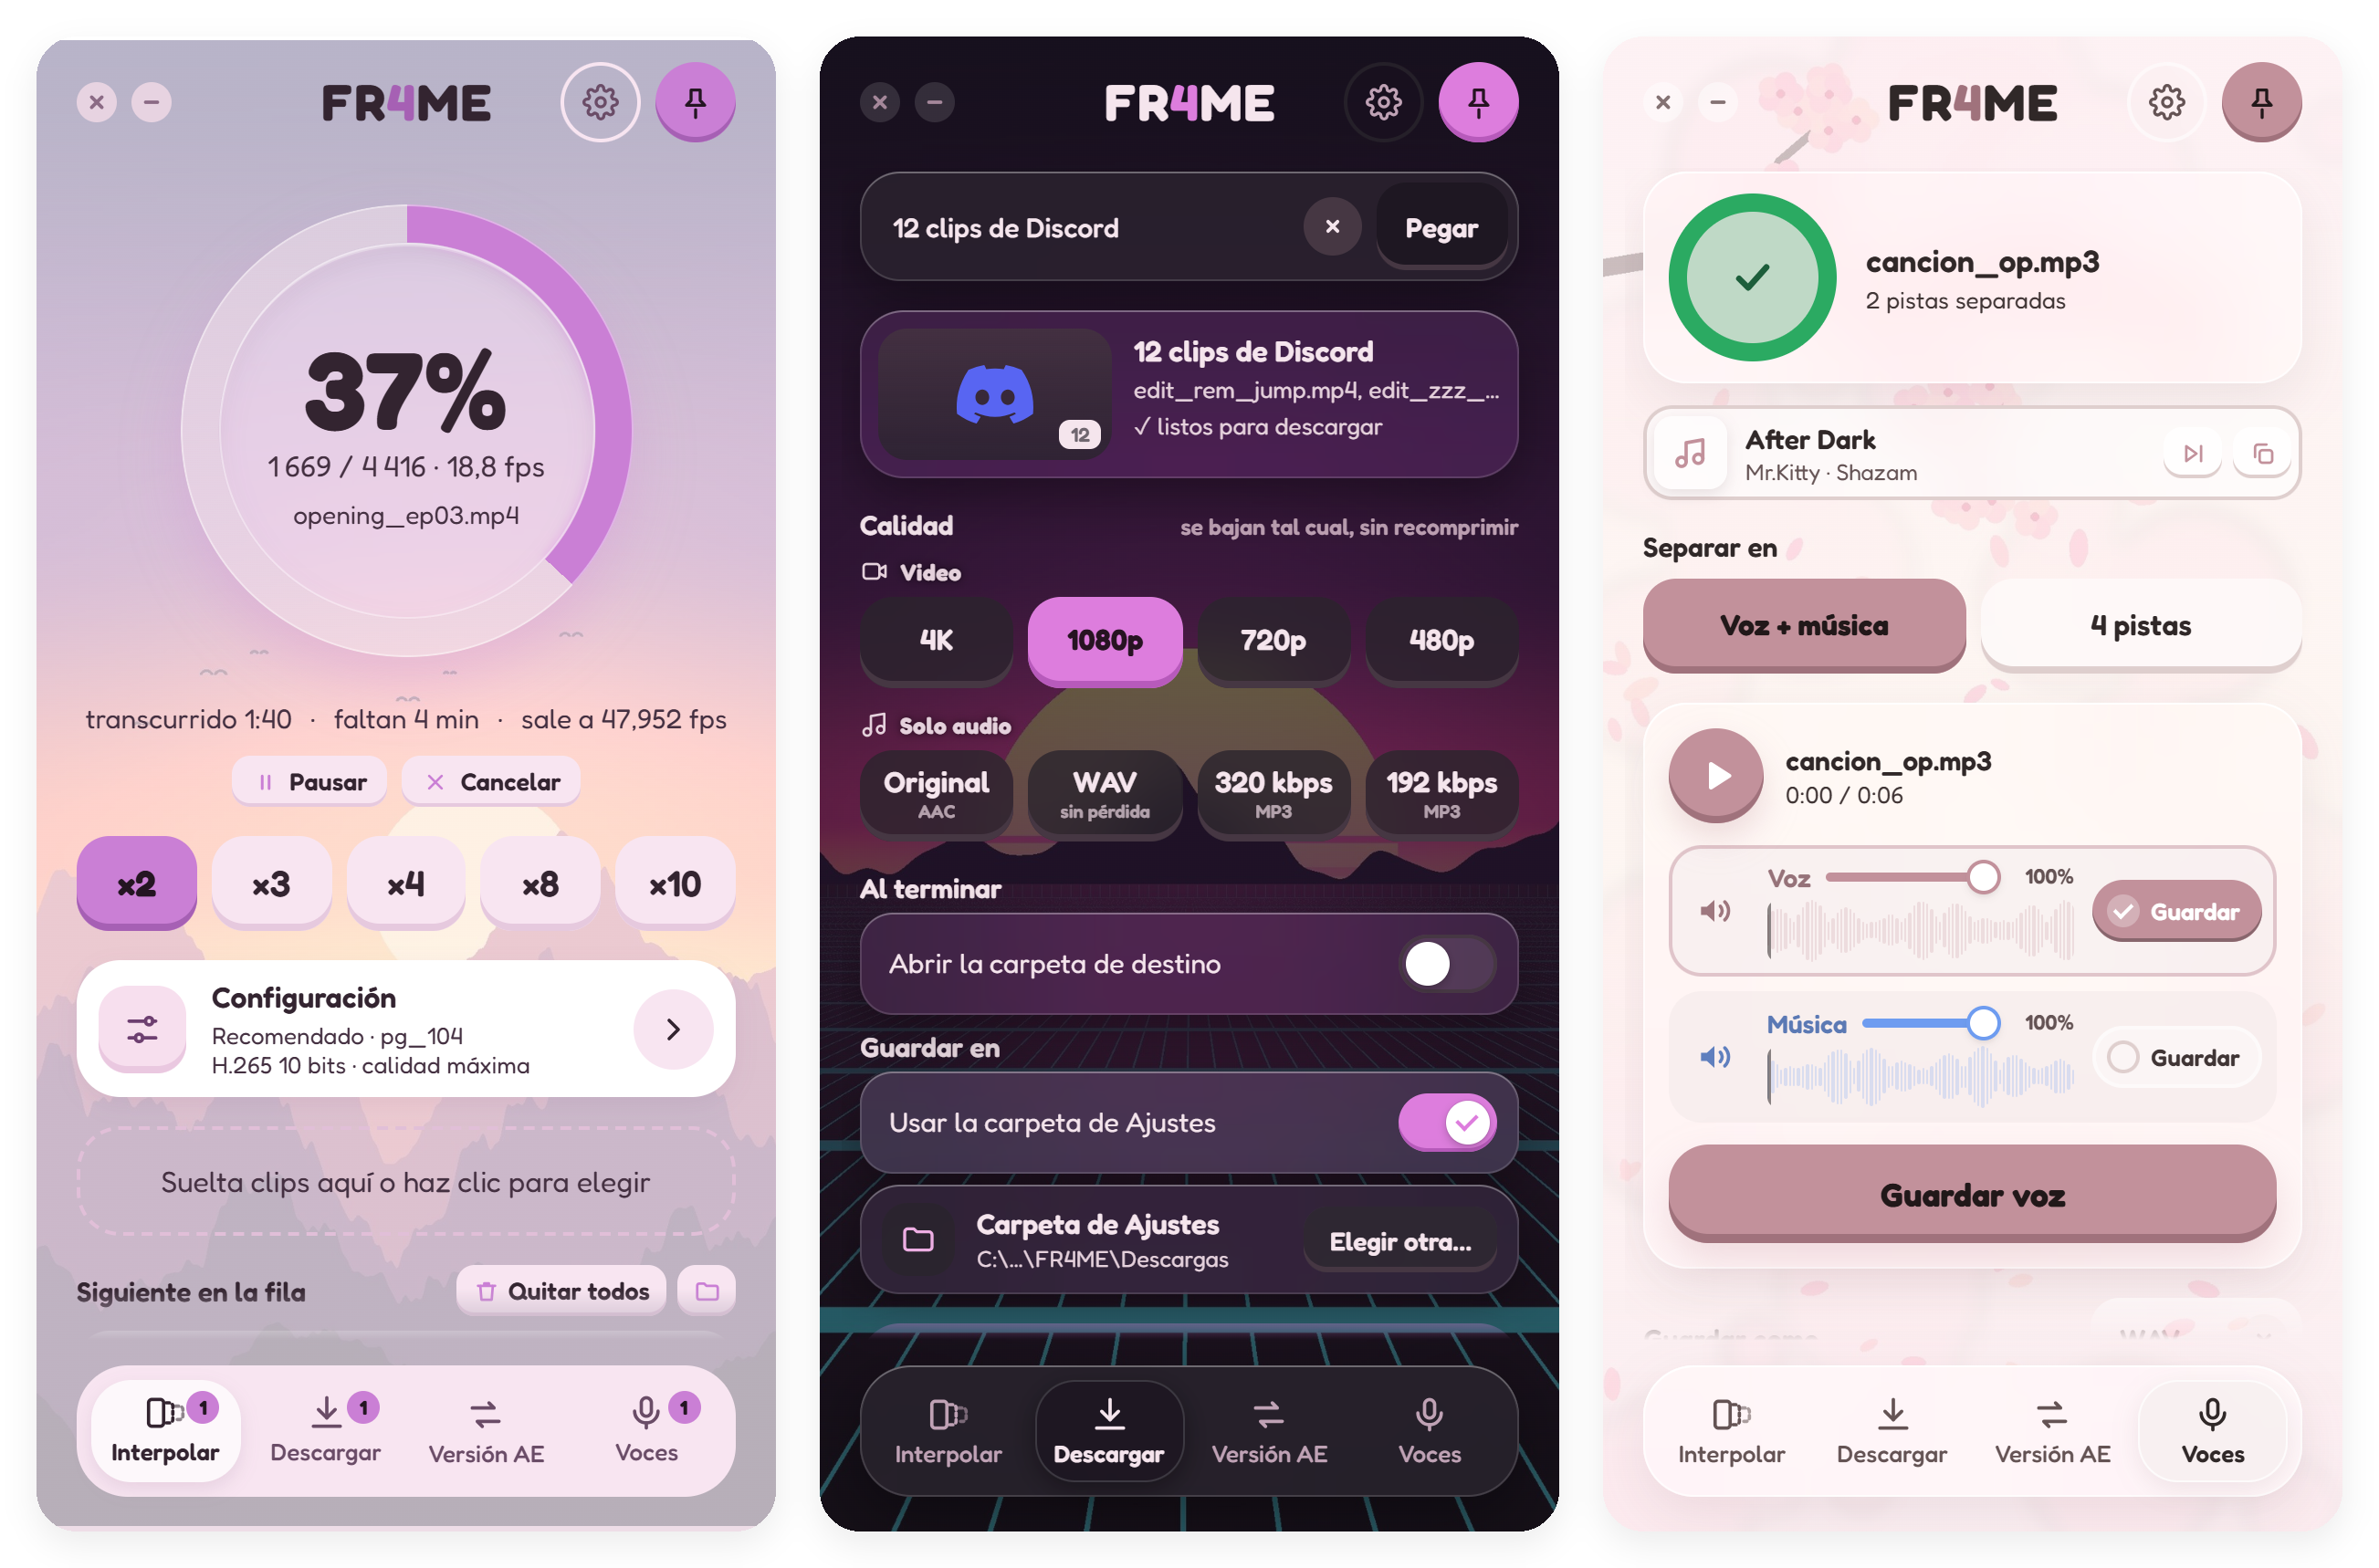 FR4ME
37%
1 669 / 4 416 · 18,8 fps
opening_ep03.mp4
transcurrido 1:40 · faltan 4 min · sale a 47,952 fps
Pausar
Cancelar
x2
x3
x4
x8
x10
Configuración
Recomendado · pg_104
H.265 10 bits · calidad máxima
Suelta clips aquí o haz clic para elegir
Siguiente en la fila
Quitar todos
1
1
1
Interpolar
Descargar
Versión AE
Voces
FR4ME
12 clips de Discord
Pegar
12
12 clips de Discord
edit_rem_jump.mp4, edit_zzz_...
✓ listos para descargar
Calidad
se bajan tal cual, sin recomprimir
Video
4K
1080p
720p
480p
Solo audio
Original
AAC
WAV
sin pérdida
320 kbps
MP3
192 kbps
MP3
Al terminar
Abrir la carpeta de destino
Guardar en
Usar la carpeta de Ajustes
Carpeta de Ajustes
C:\...\FR4ME\Descargas
Elegir otra...
Interpolar
Descargar
Versión AE
Voces
FR4ME
cancion_op.mp3
2 pistas separadas
After Dark
Mr.Kitty · Shazam
Separar en
Voz + música
4 pistas
cancion_op.mp3
0:00 / 0:06
Voz
100%
Guardar
Música
100%
Guardar
Guardar voz
Guardar como
WAV
Interpolar
Descargar
Versión AE
Voces